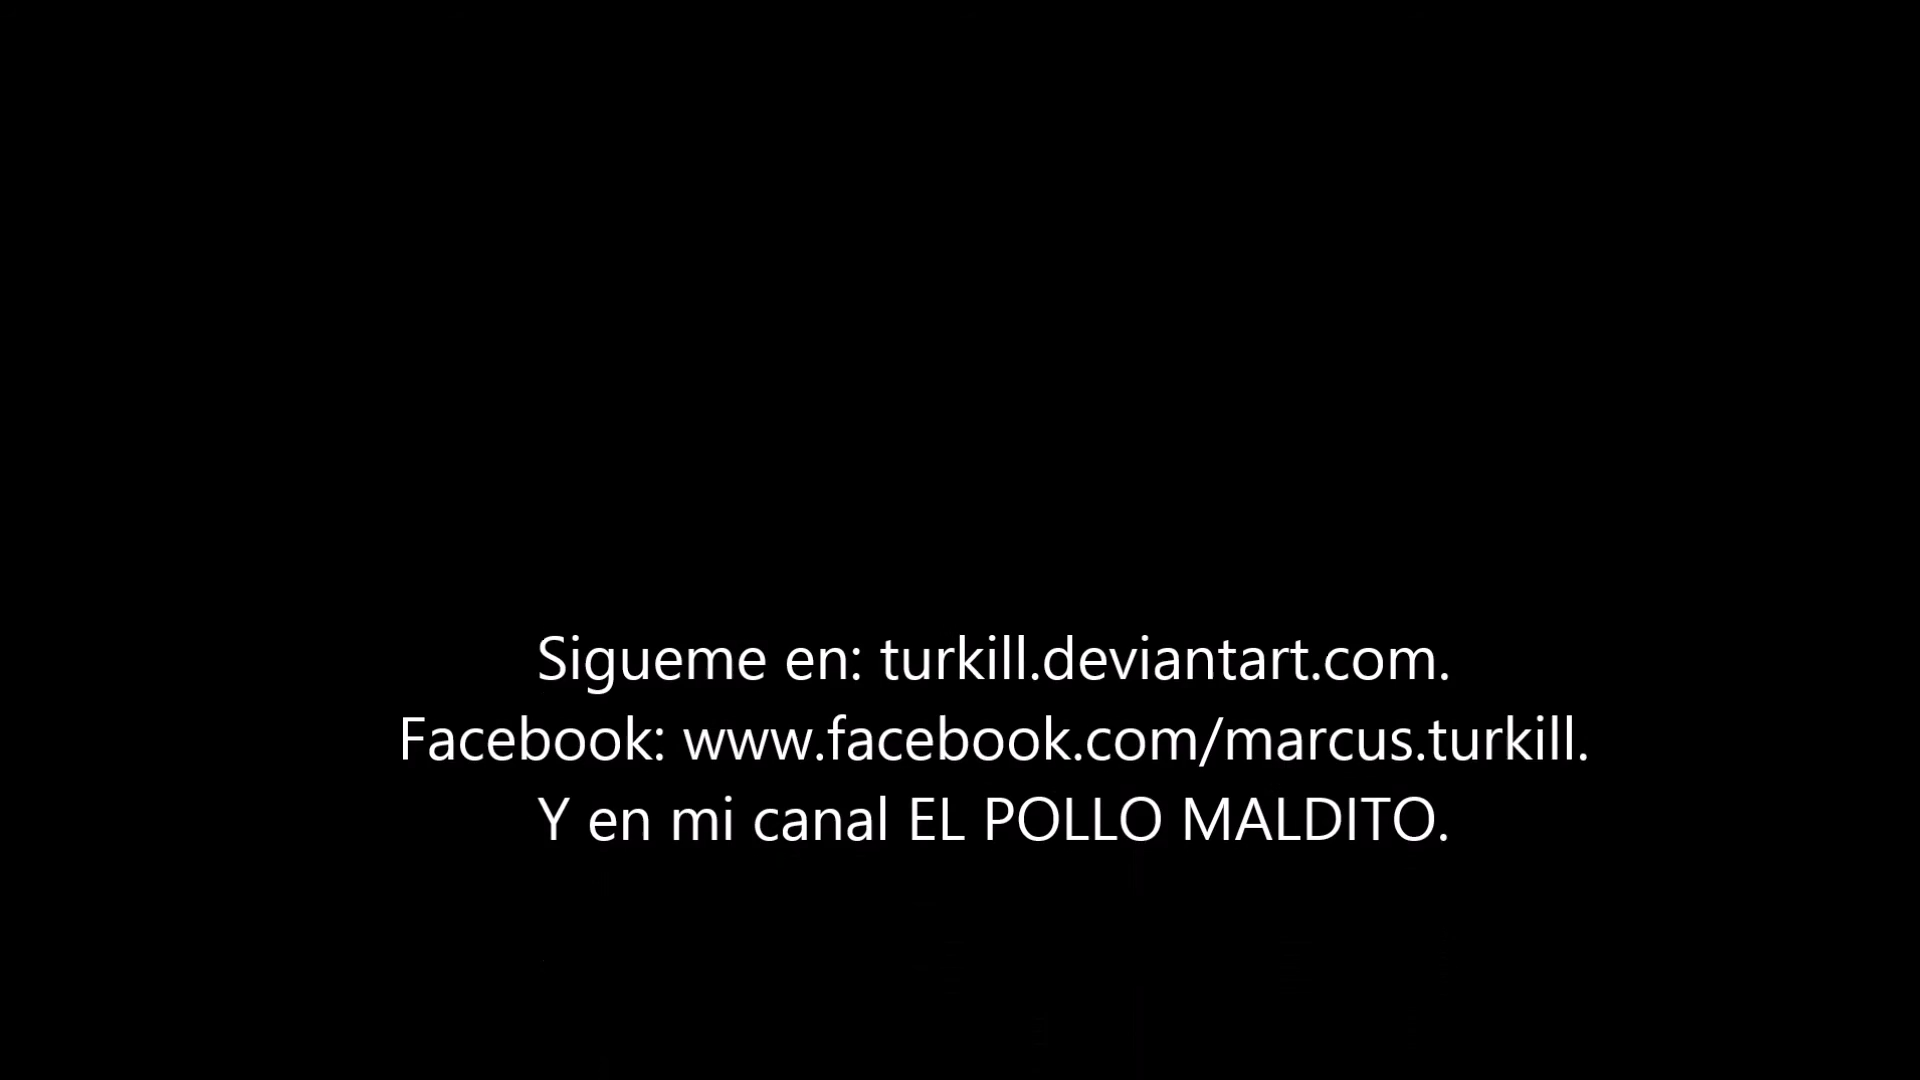 Sigueme en: turkill.deviantart.com.
Facebook: www.facebook.com/marcus.turkill.
Y en mi canal EL POLLO MALDITO.